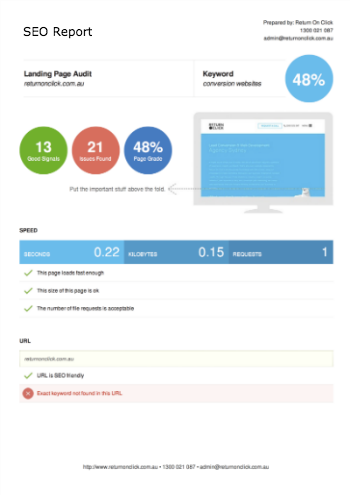 SEO Report
Prepared by: Return On Click
1300 021 067
admin@returnonclick.com.au
Landing Page Audit
returnonclick.com.au
Keyword
conversion websites
48%
13
Good Signals
21
Issues Found
48%
Page Grade
RETURN
CLICK
Put the important stuff above the fold.
SPEED
SECONDS 0.22 KILOBYTES 0.15 REQUESTS 1
This page loads fast enough
This size of this page is ok
The number of file requests is acceptable
URL
returnonclick.com.au
URL is SEO friendly
Exact keyword not found in this URL
http://www.returnonclick.com.au • 1300 021 067 • admin@returnonclick.com.au